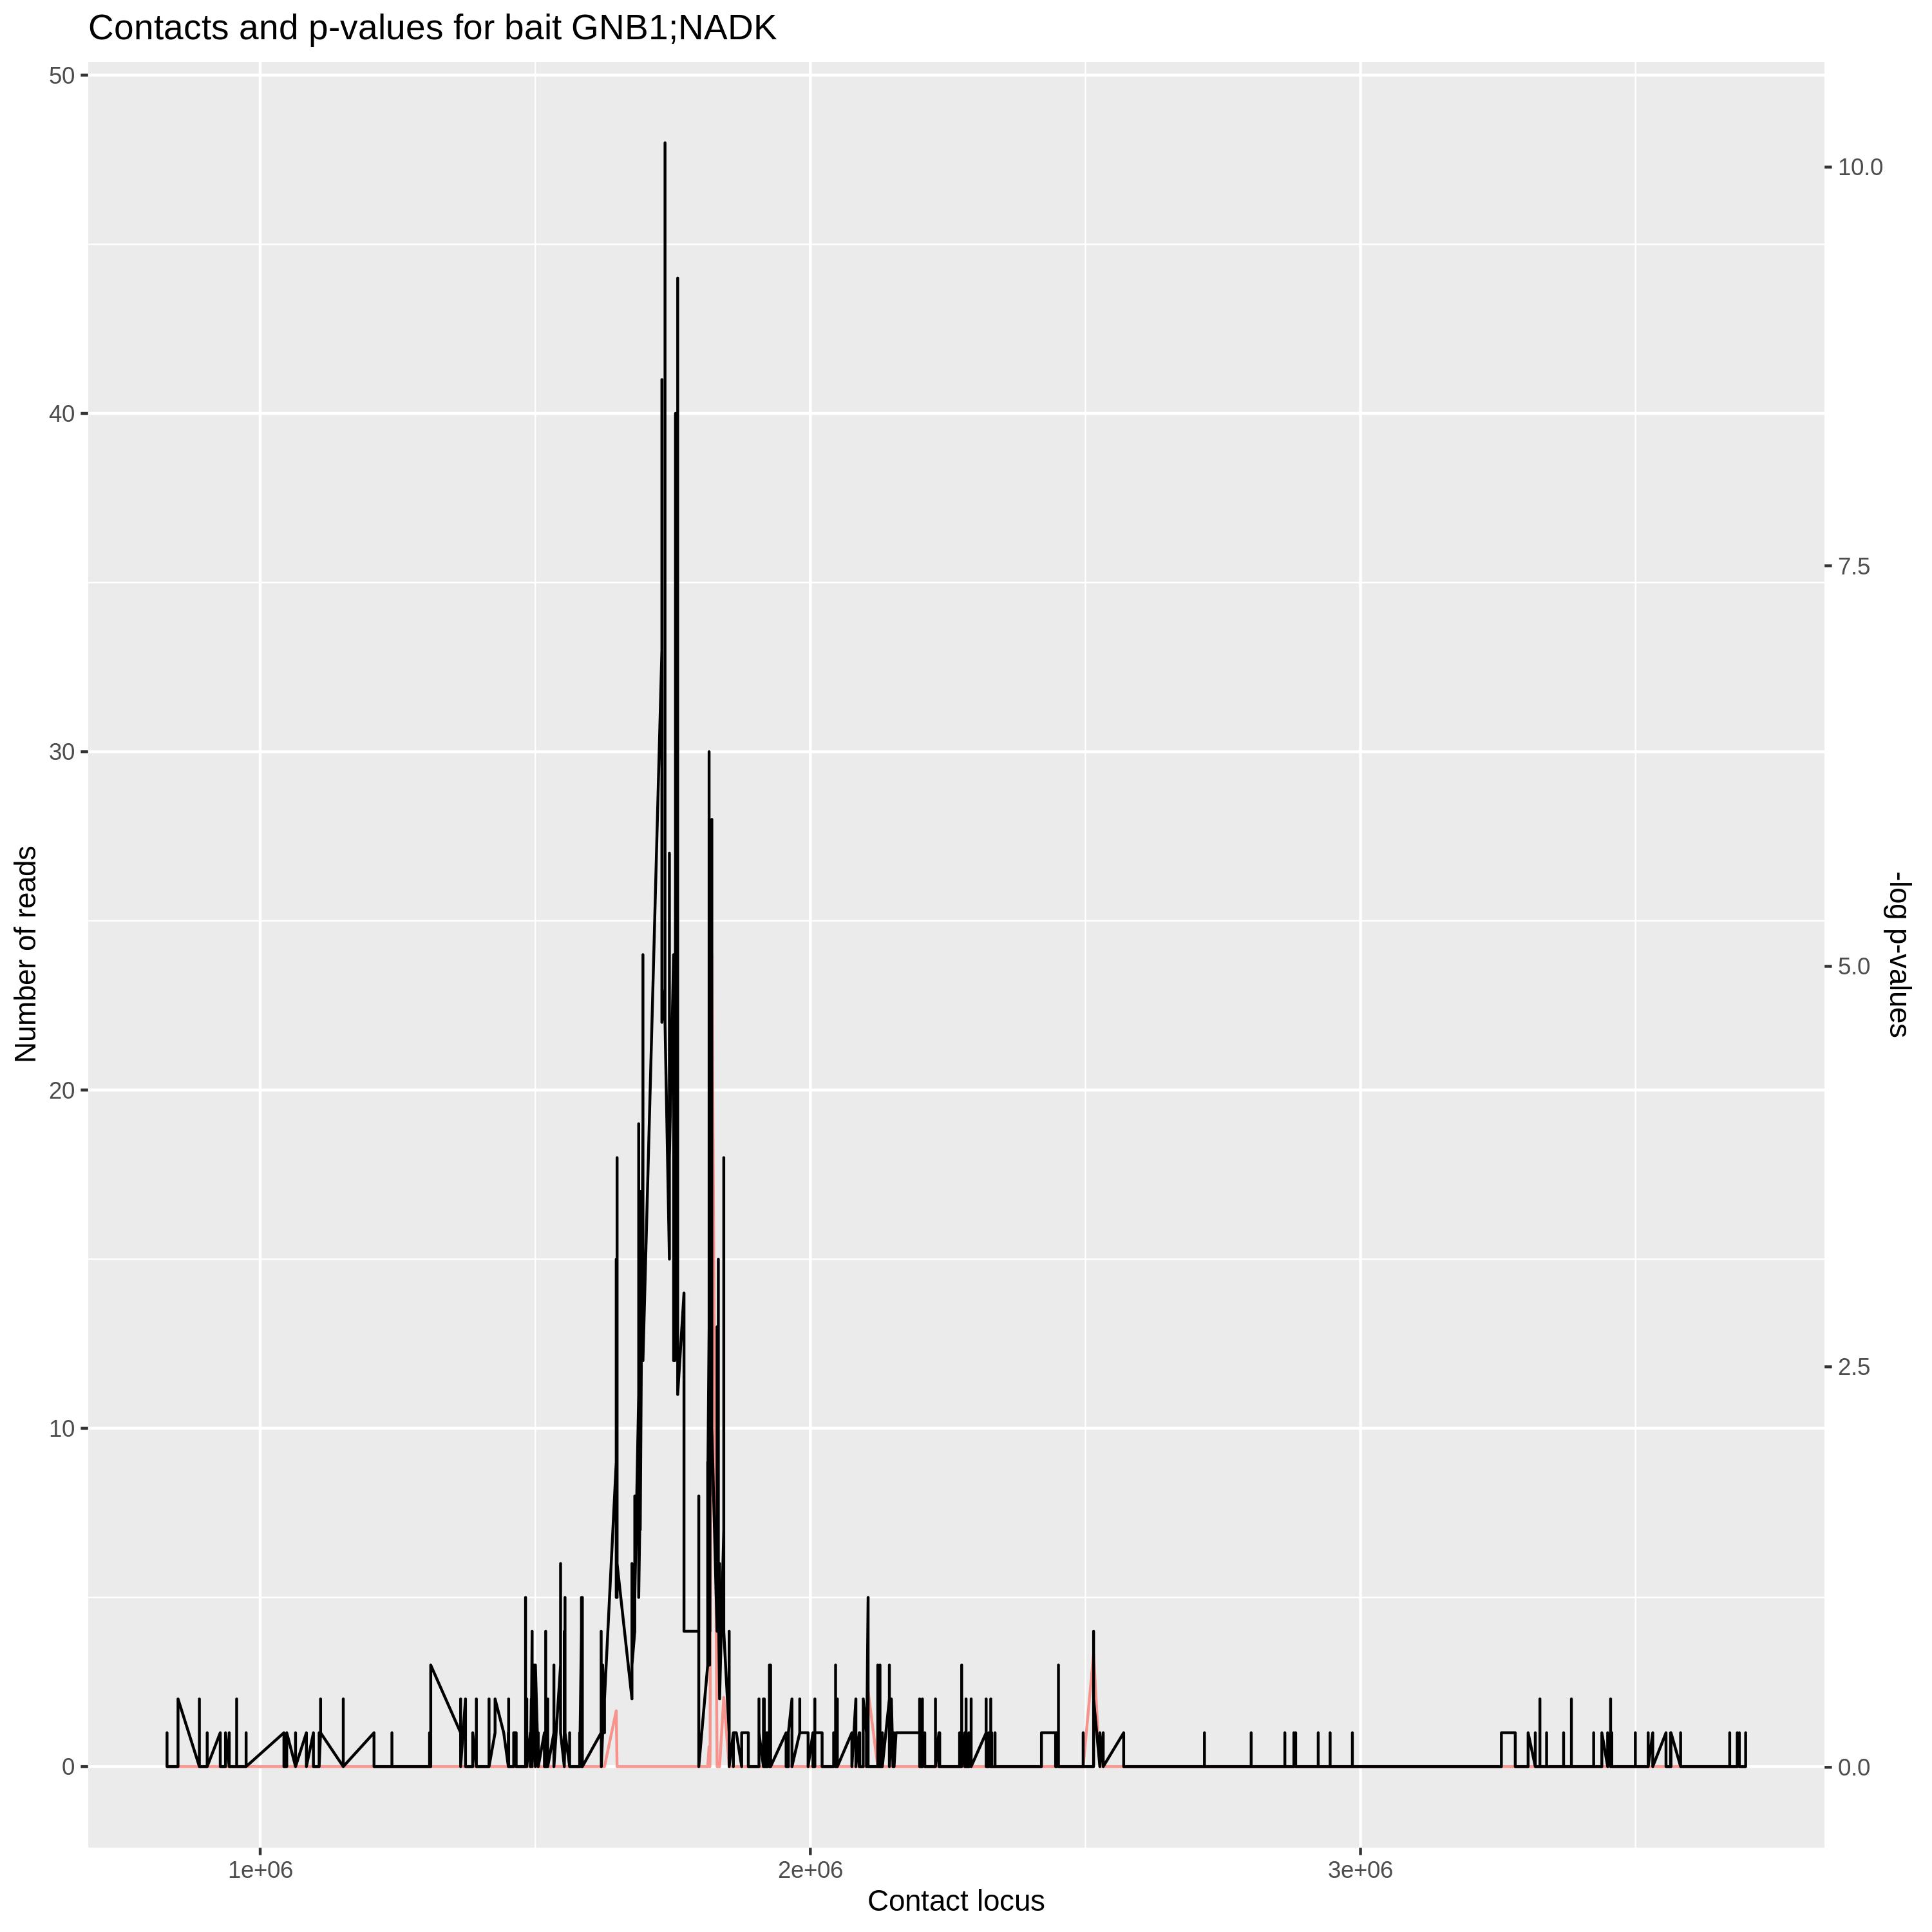 Contacts and p-values for bait GNB1;NADK
50
40
30
20
10
0
Number of reads
10.0
7.5
5.0
2.5
0.0
-log p-values
1e+06
2e+06
3e+06
Contact locus